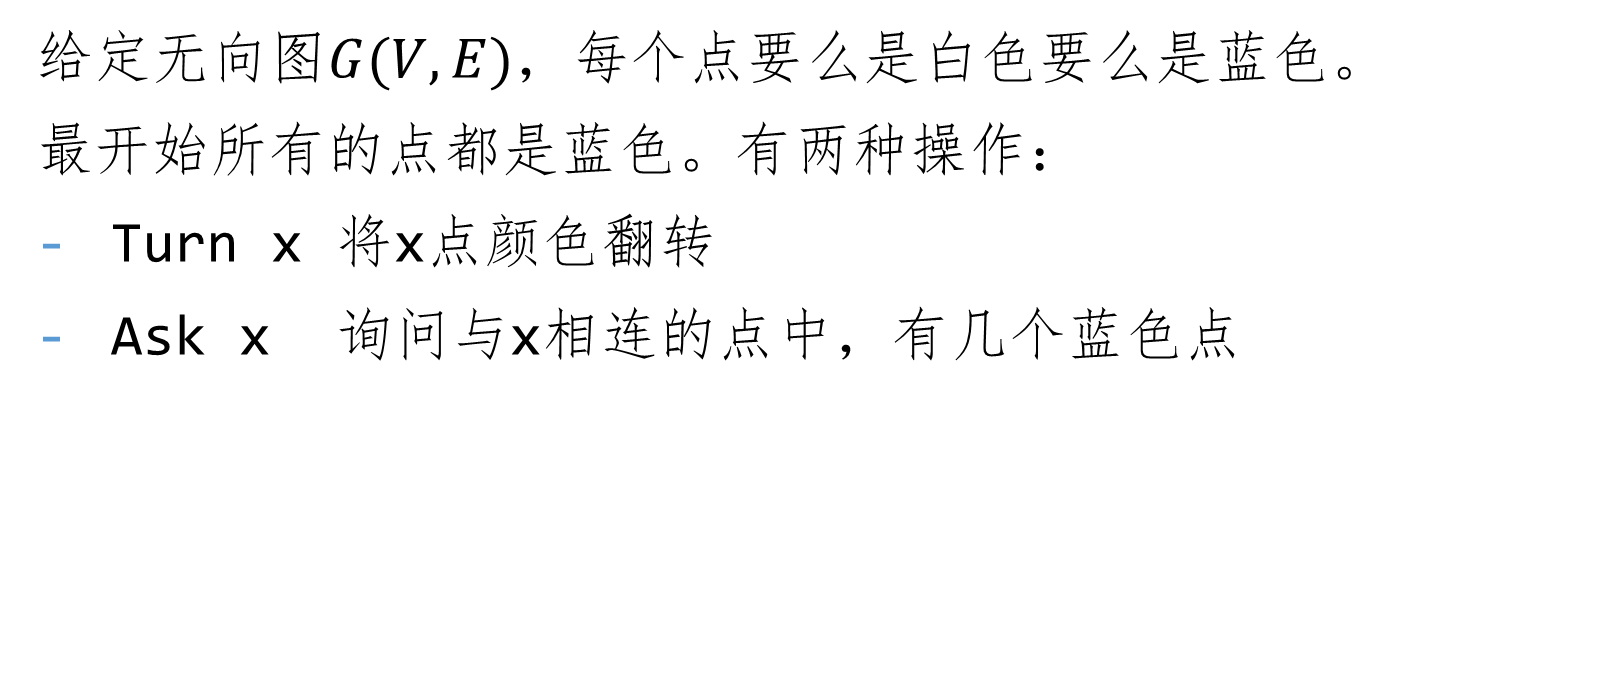 给定无向图G(V,E)，每个点要么是白色要么是蓝色。
最开始所有的点都是蓝色。有两种操作：
- Turn x 将x点颜色翻转
- Ask x 询问与x相连的点中，有几个蓝色点